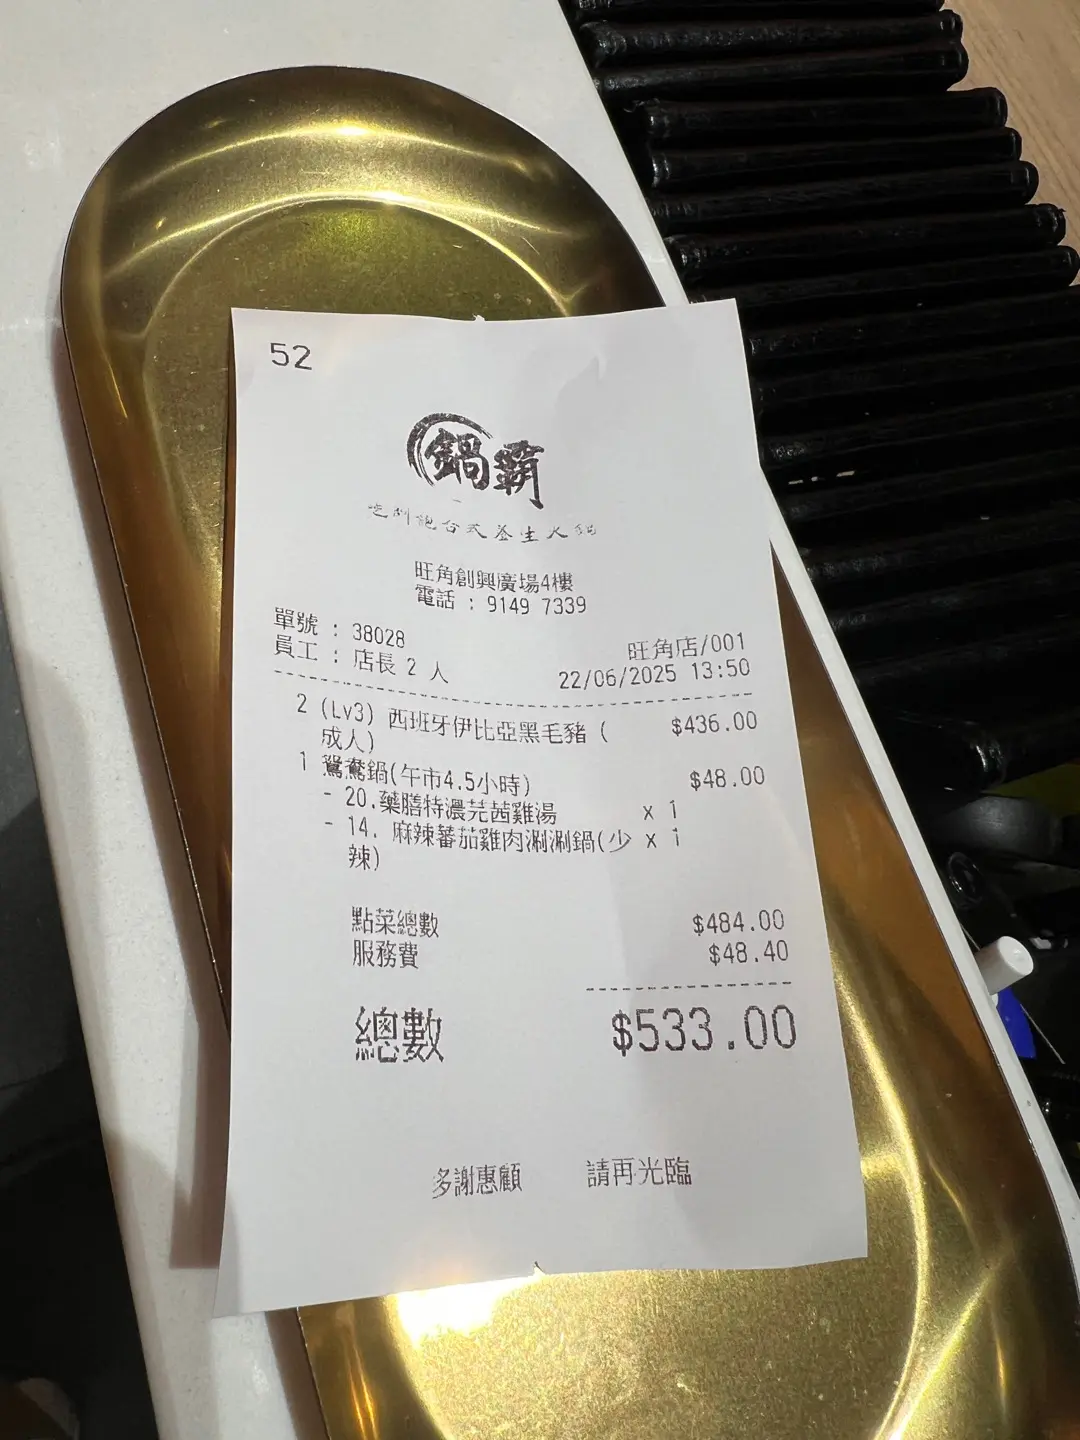 52
鍋霸
旺角創興廣場4樓
電話 : 9149 7339
單號 : 38028
旺角店/001
員工 : 店長 2 人
22/06/2025 13:50
2 (Lv3) 西班牙伊比亞黑毛豬 ( $436.00
成人)
1 鴛鴦鍋(午市4.5小時) $48.00
- 20.藥膳特濃芫茜雞湯 x 1
- 14. 麻辣蕃茄雞肉涮涮鍋(少 x 1
辣)
點菜總數 $484.00
服務費 $48.40
總數 $533.00
多謝惠顧 請再光臨